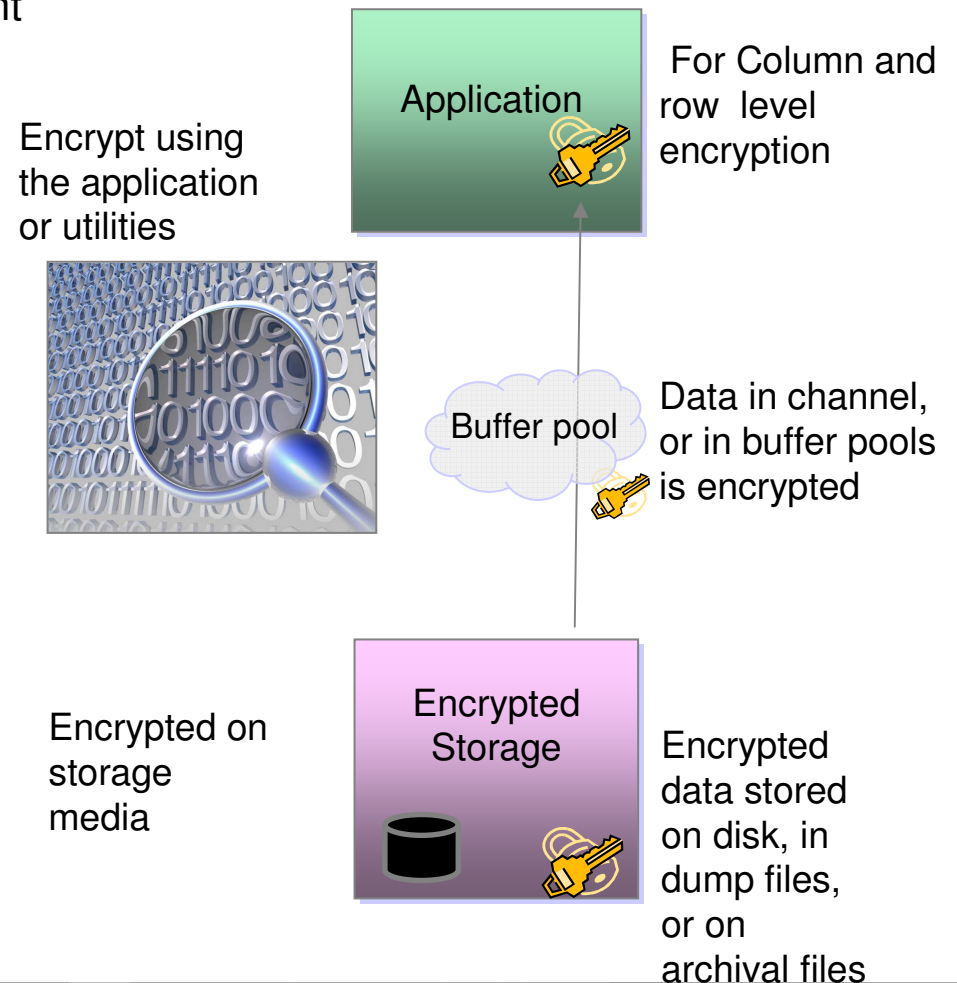 nt
Application
For Column and
row level
encryption
Encrypt using
the application
or utilities
Buffer pool
Data in channel,
or in buffer pools
is encrypted
Encrypted
Storage
Encrypted on
storage
media
Encrypted
data stored
on disk, in
dump files,
or on
archival files